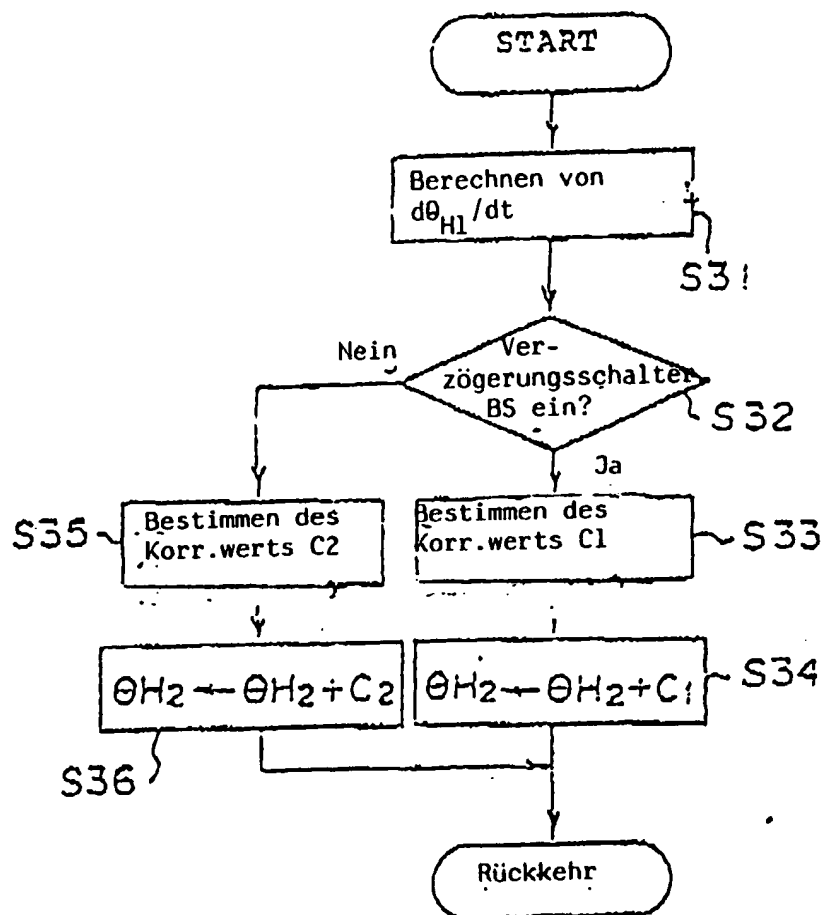 START
Berechnen von
dθH1/dt
S31
Nein
Ver-
zögerungsschalter
BS ein?
S32
Ja
S35
Bestimmen des
Korr.werts C2
Bestimmen des
Korr.werts C1
S33
ΘH2 ← ΘH2+C2
ΘH2 ← ΘH2+C1
S34
S36
Rückkehr